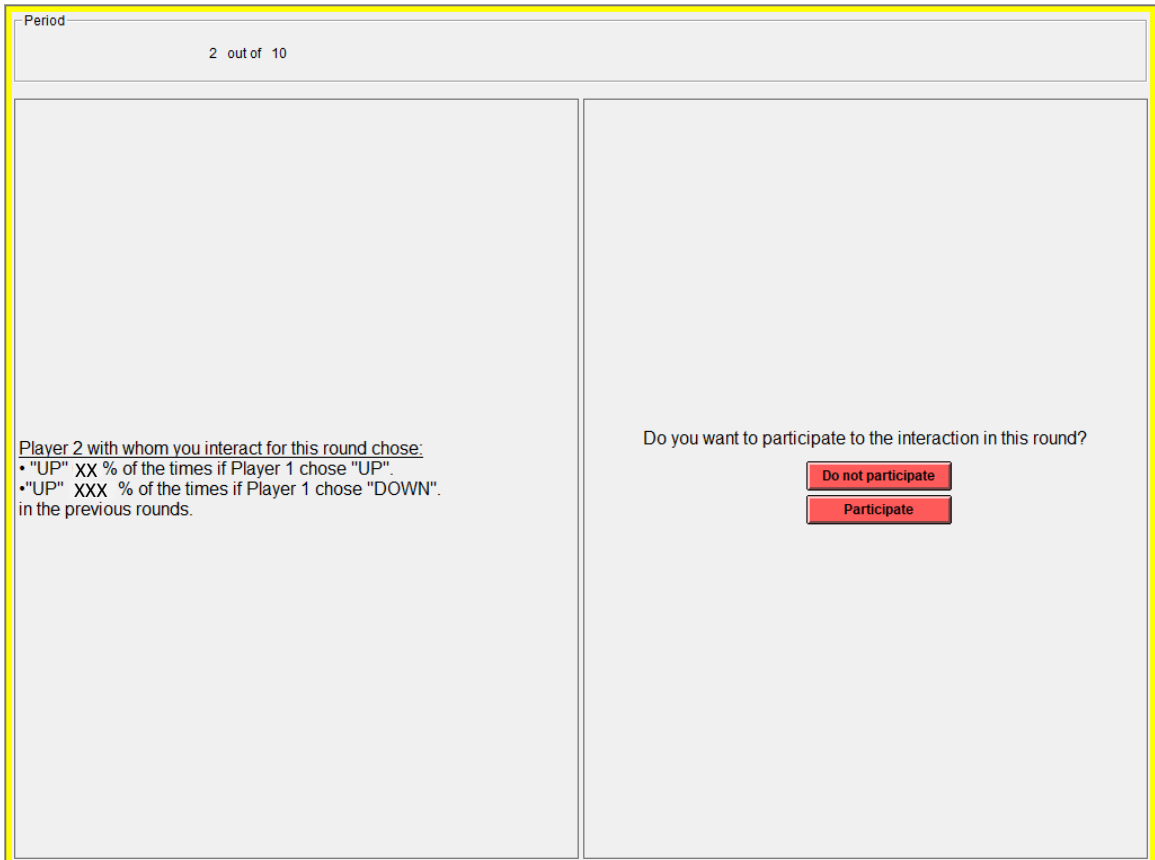 Period
2 out of 10
Player 2 with whom you interact for this round chose:
• "UP" XX % of the times if Player 1 chose "UP".
•"UP" XXX % of the times if Player 1 chose "DOWN".
in the previous rounds.
Do you want to participate to the interaction in this round?
Do not participate
Participate